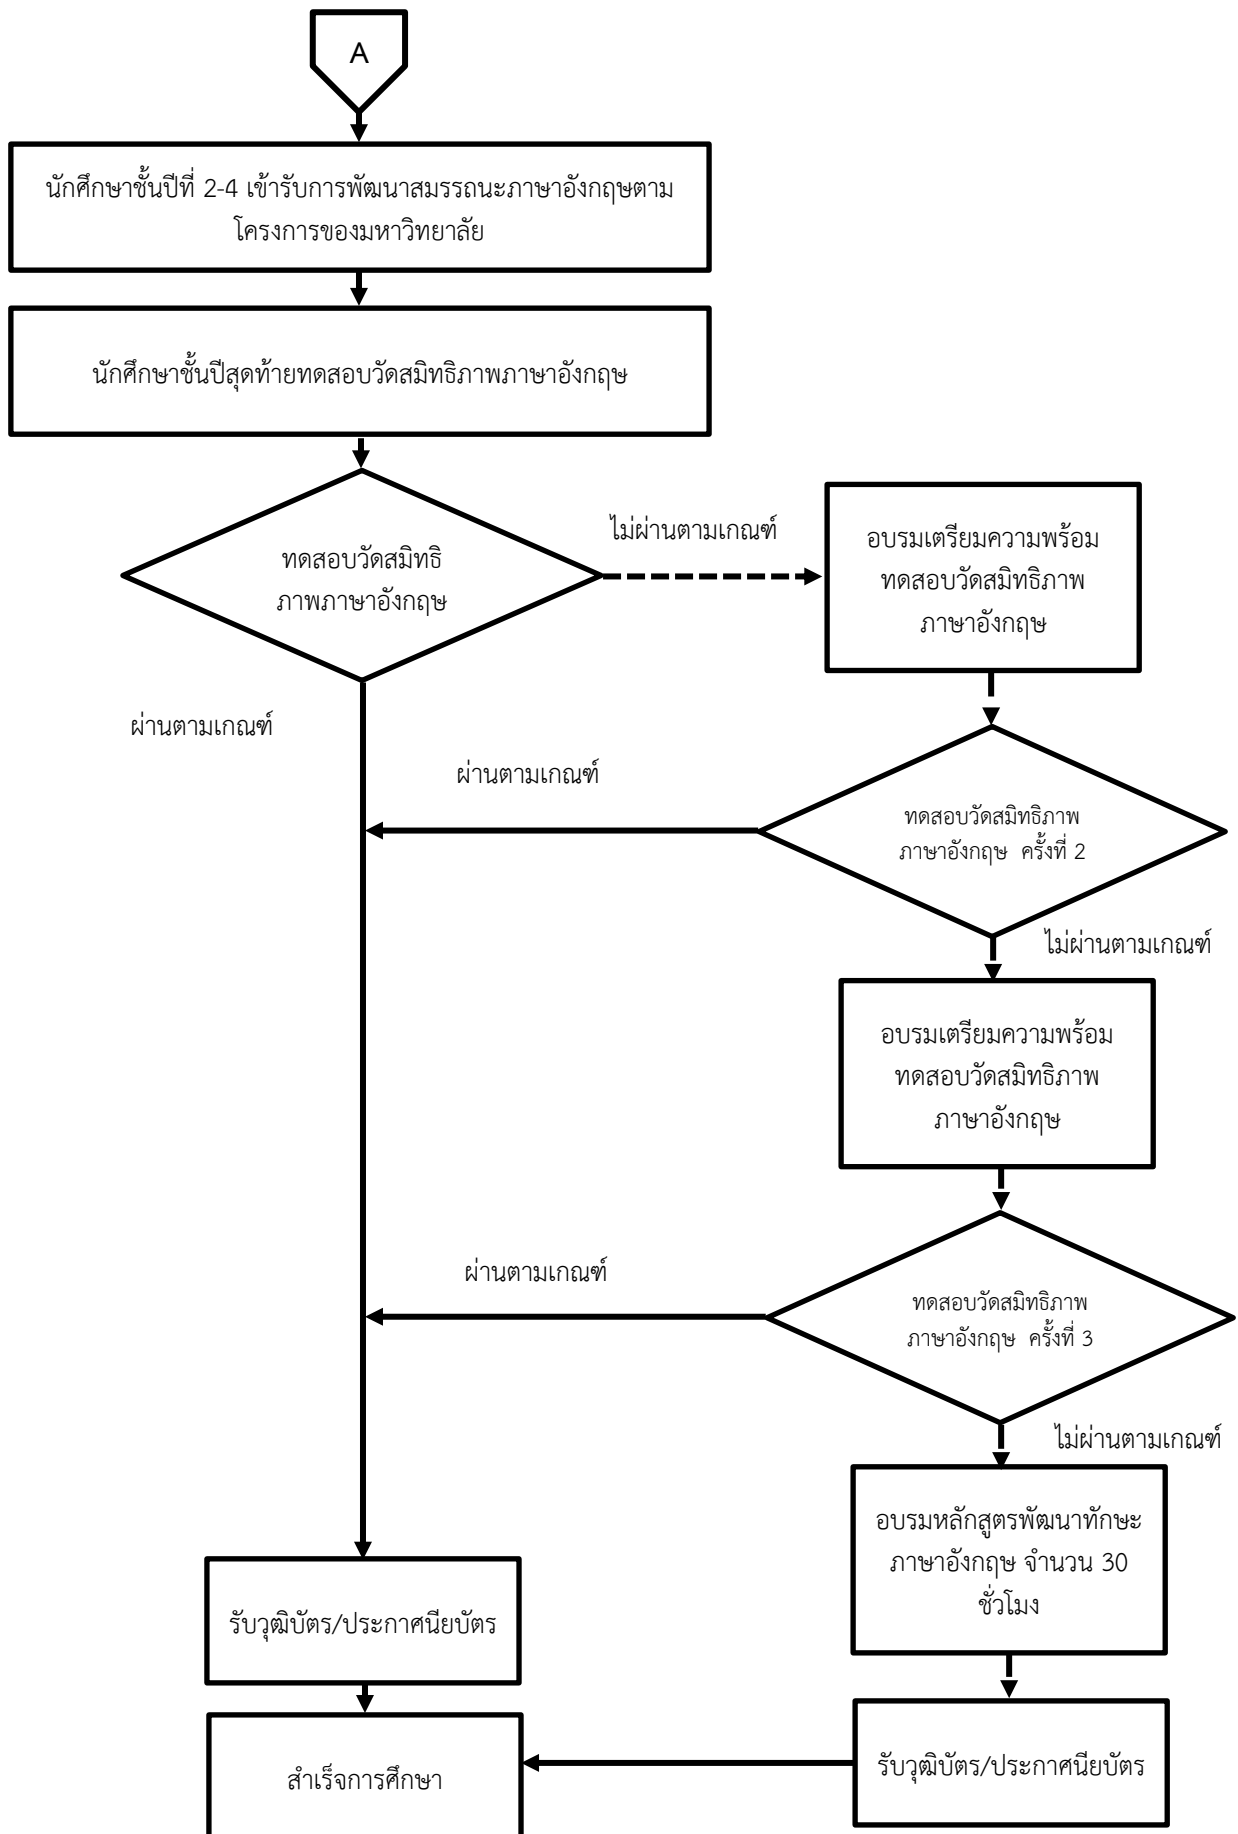 A
นักศึกษาชั้นปีที่ 2-4 เข้ารับการพัฒนาสมรรถนะภาษาอังกฤษตาม
โครงการของมหาวิทยาลัย
นักศึกษาชั้นปีสุดท้ายทดสอบวัดสมิทธิภาพภาษาอังกฤษ
ทดสอบวัดสมิทธิ
ภาพภาษาอังกฤษ
ไม่ผ่านตามเกณฑ์
อบรมเตรียมความพร้อม
ทดสอบวัดสมิทธิภาพ
ภาษาอังกฤษ
ผ่านตามเกณฑ์
ผ่านตามเกณฑ์
ทดสอบวัดสมิทธิภาพ
ภาษาอังกฤษ ครั้งที่ 2
ไม่ผ่านตามเกณฑ์
อบรมเตรียมความพร้อม
ทดสอบวัดสมิทธิภาพ
ภาษาอังกฤษ
ผ่านตามเกณฑ์
ทดสอบวัดสมิทธิภาพ
ภาษาอังกฤษ ครั้งที่ 3
ไม่ผ่านตามเกณฑ์
อบรมหลักสูตรพัฒนาทักษะ
ภาษาอังกฤษ จำนวน 30
ชั่วโมง
รับวุฒิบัตร/ประกาศนียบัตร
รับวุฒิบัตร/ประกาศนียบัตร
สำเร็จการศึกษา